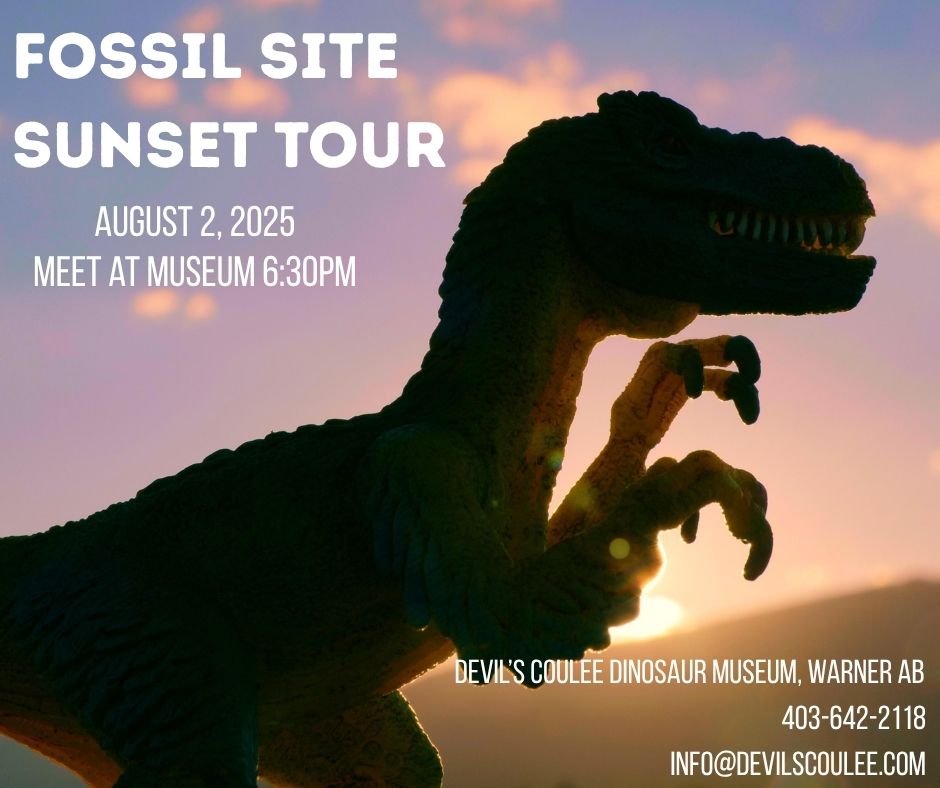 FOSSIL SITE
SUNSET TOUR
AUGUST 2, 2025
MEET AT MUSEUM 6:30PM
DEVIL'S COULEE DINOSAUR MUSEUM, WARNER AB
403-642-2118
INFO@DEVILSCOULEE.COM